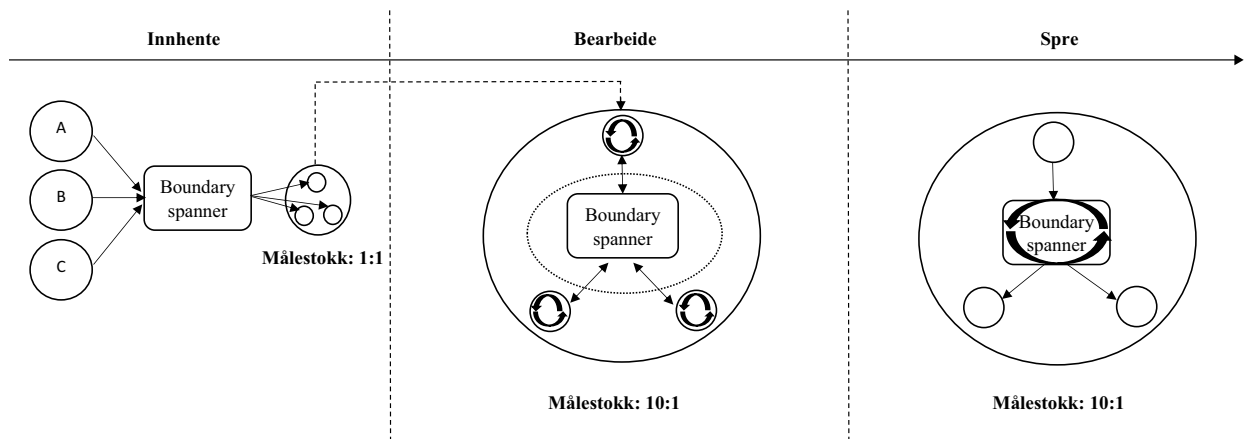 Innhente
Bearbeide
Spre
A
B
C
Boundary
spanner
Målestokk: 1:1
Boundary
spanner
Målestokk: 10:1
Boundary
spanner
Målestokk: 10:1